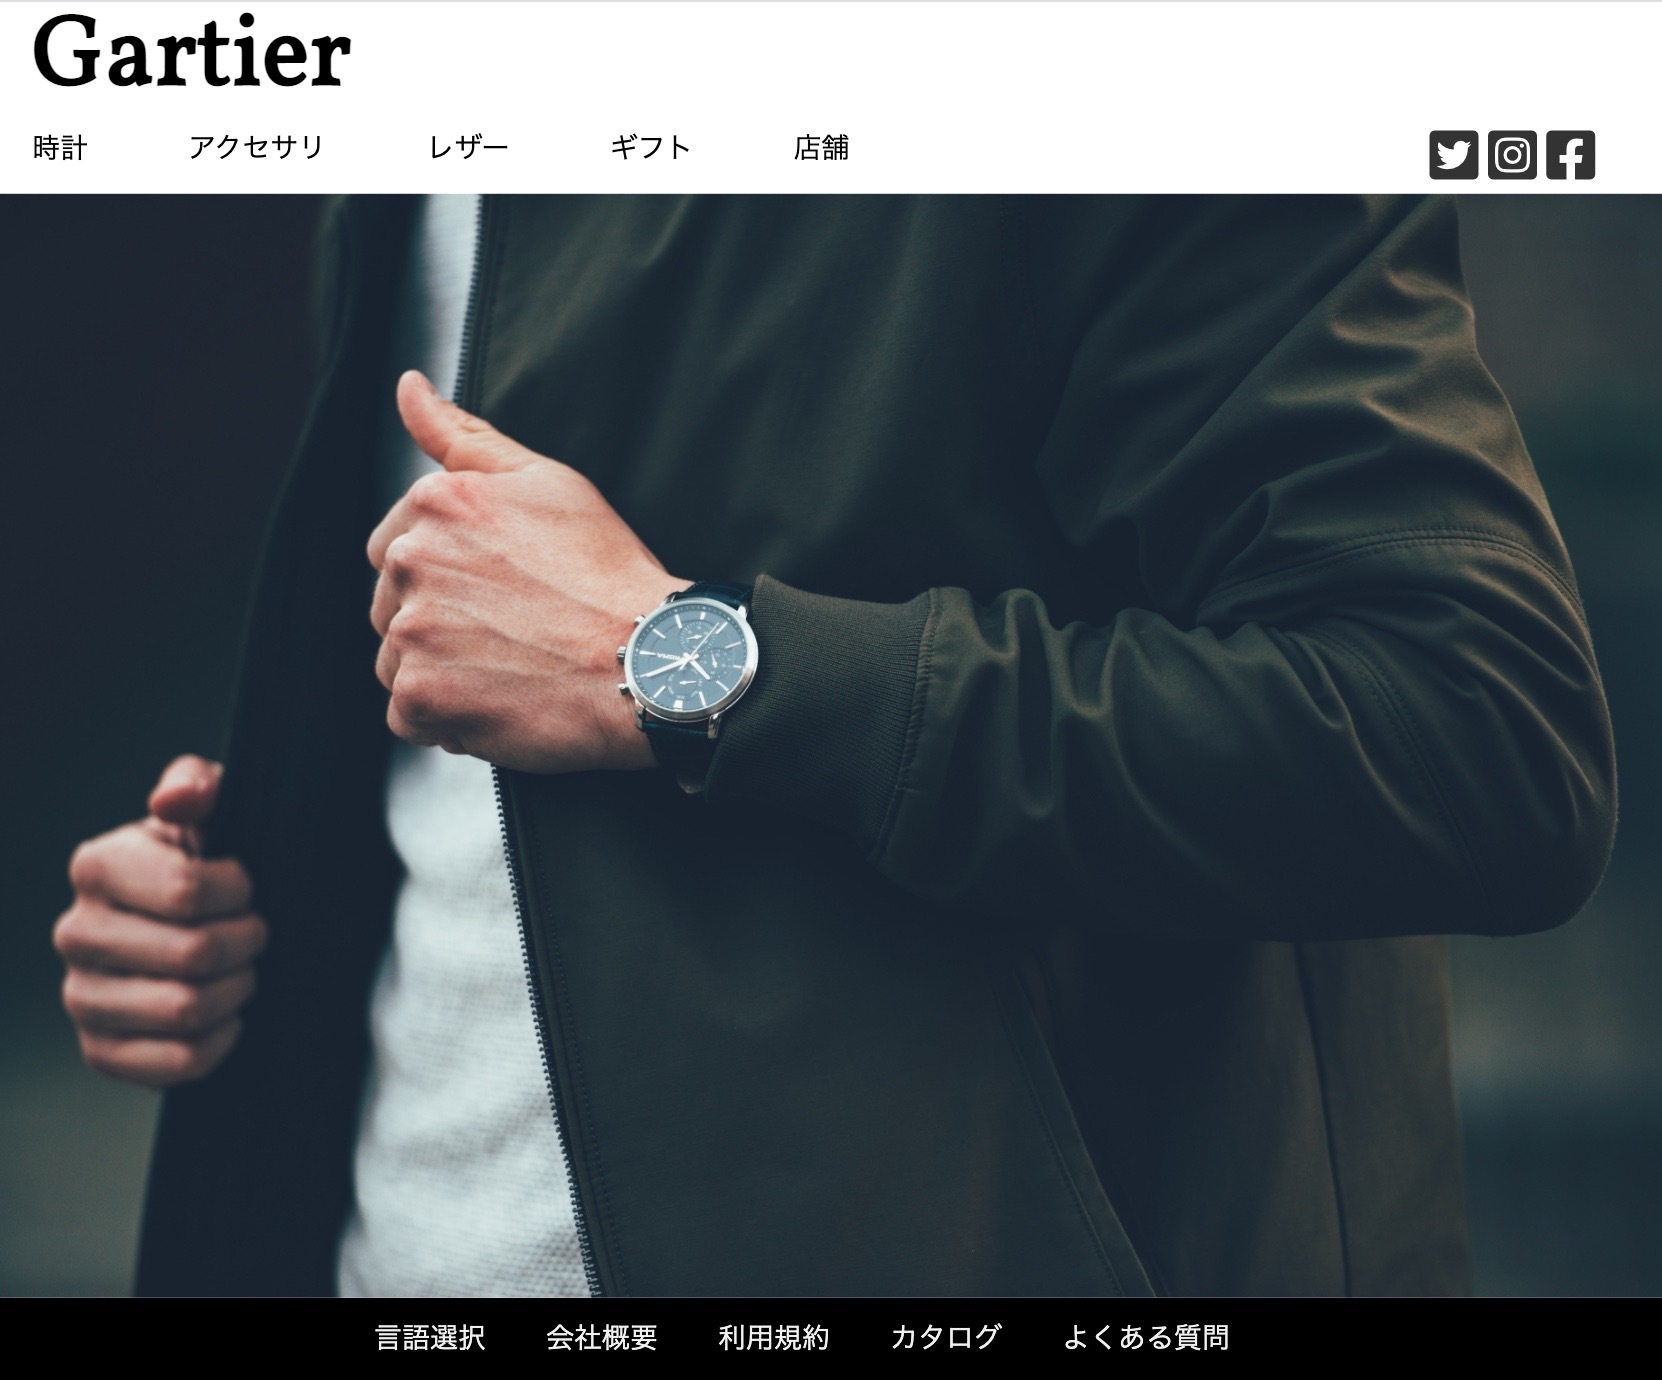 Gartier
時計 アクセサリ レザー ギフト 店舗
言語選択 会社概要 利用規約 カタログ よくある質問